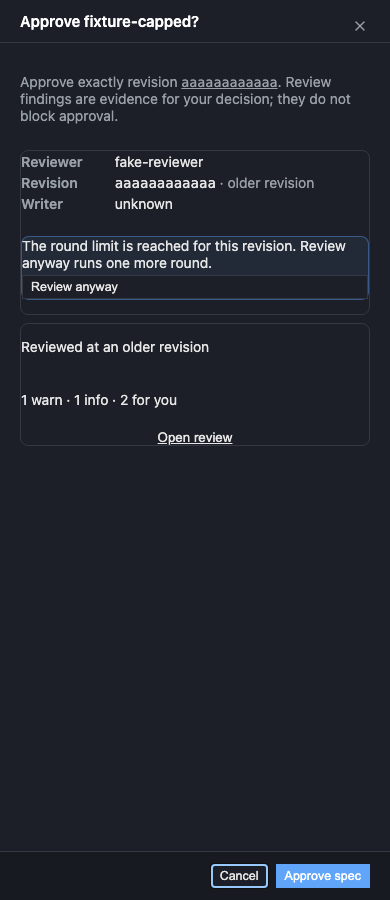 Approve fixture-capped?
Approve exactly revision aaaaaaaaaaaa. Review
findings are evidence for your decision; they do not
block approval.
Reviewer fake-reviewer
Revision aaaaaaaaaaaa · older revision
Writer unknown
The round limit is reached for this revision. Review
anyway runs one more round.
Review anyway
Reviewed at an older revision
1 warn · 1 info · 2 for you
Open review
Cancel Approve spec